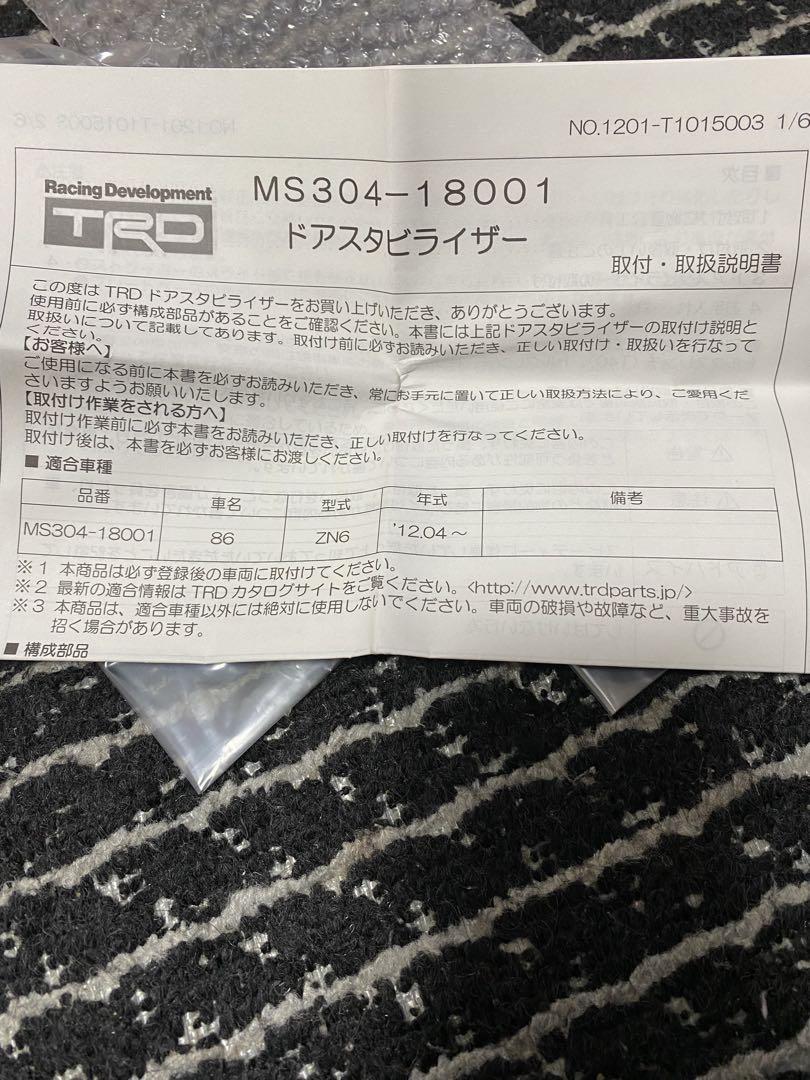 NO.1201-T1015003 1/6
Racing Development
TRD
MS304-18001
ドアスタビライザー
取付・取扱説明書
この度は TRD ドアスタビライザーをお買い上げいただき、ありがとうございます。
使用前に必ず構成部品があることをご確認ください。本書には上記ドアスタビライザーの取付け説明と
取扱いについて記載してあります。取付け前に必ずお読みいただき、正しい取付け・取扱いを行なって
ください。
【お客様へ】
ご使用になる前に本書を必ずお読みいただき、常にお手元に置いて正しい取扱方法により、ご愛用くだ
さいますようお願いいたします。
【取付け作業をされる方へ】
取付け作業前に必ず本書をお読みいただき、正しい取付けを行なってください。
取付け後は、本書を必ずお客様にお渡しください。
■ 適合車種
品番 車名 型式 年式 備考
MS304-18001 86 ZN6 '12.04～
※1 本商品は必ず登録後の車両に取付けてください。
※2 最新の適合情報は TRD カタログサイトをご覧ください。<http://www.trdparts.jp/>
※3 本商品は、適合車種以外には絶対に使用しないでください。車両の破損や故障など、重大事故を
招く場合があります。
■ 構成部品